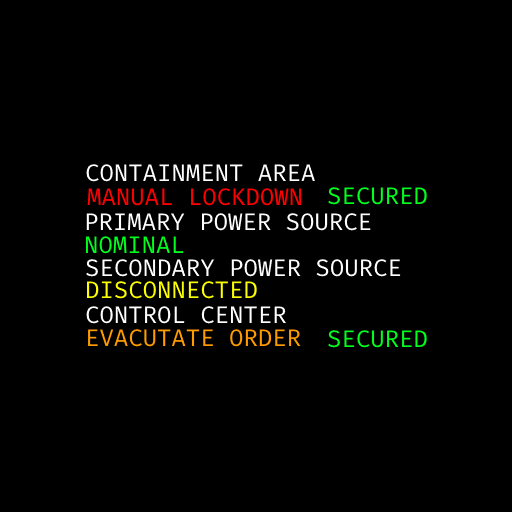 CONTAINMENT AREA
MANUAL LOCKDOWN SECURED
PRIMARY POWER SOURCE
NOMINAL
SECONDARY POWER SOURCE
DISCONNECTED
CONTROL CENTER
EVACUTATE ORDER SECURED